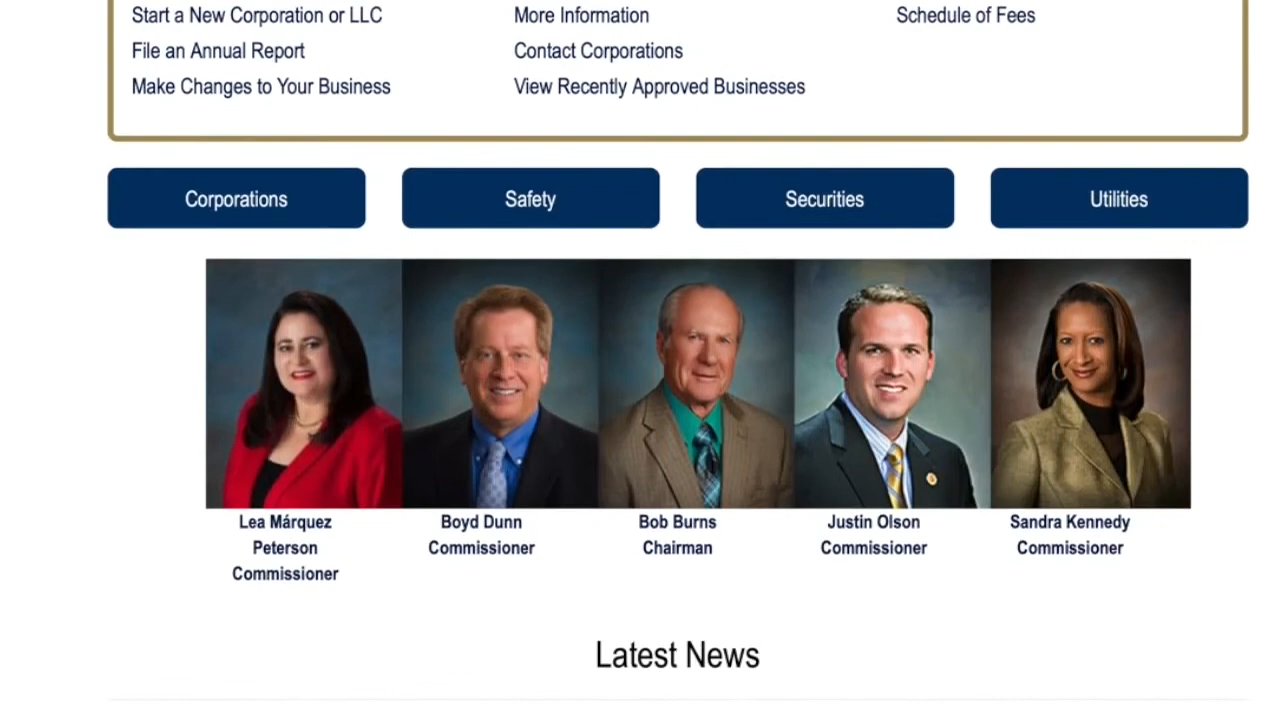 Start a New Corporation or LLC
More Information
Schedule of Fees
File an Annual Report
Contact Corporations
Make Changes to Your Business
View Recently Approved Businesses
Corporations
Safety
Securities
Utilities
Lea Márquez
Peterson
Commissioner
Boyd Dunn
Commissioner
Bob Burns
Chairman
Justin Olson
Commissioner
Sandra Kennedy
Commissioner
Latest News